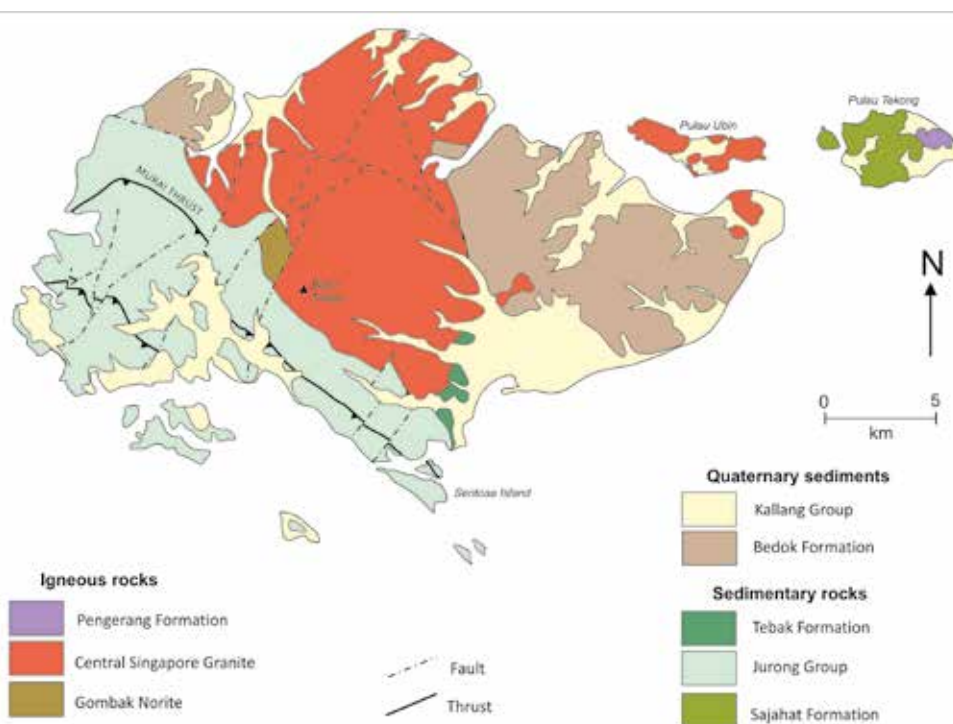 Pulau Tekong
Pulau Ubin
MURAI THRUST
N
0 5
km
Sentosa Island
Quaternary sediments
Kallang Group
Bedok Formation
Igneous rocks
Pengerang Formation
Central Singapore Granite
Gombak Norite
Fault
Thrust
Sedimentary rocks
Tebak Formation
Jurong Group
Sajahat Formation